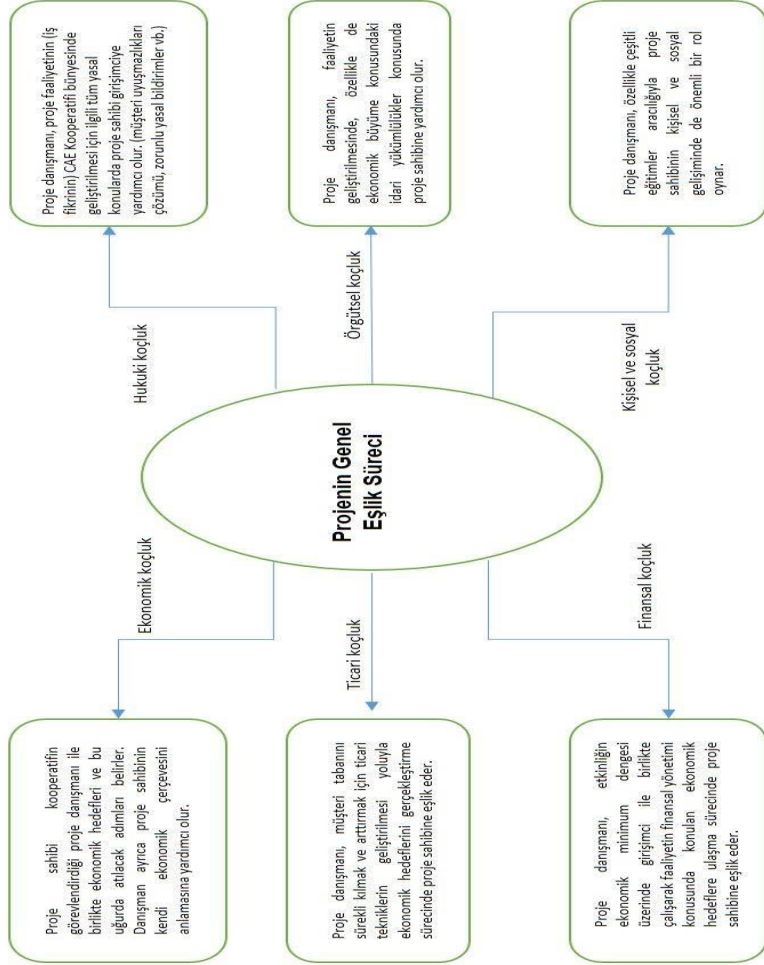 Proje sahibi kooperatifin
görevlendirdiği proje danışmanı ile
birlikte ekonomik hedefleri ve bu
uğurda atılacak adımları belirler.
Danışman ayrıca proje sahibinin
kendi ekonomik çerçevesini
anlamasına yardımcı olur.
Ekonomik koçluk
Hukuki koçluk
Proje danışmanı, proje faaliyetinin (iş
fikrinin) CAE Kooperatifi bünyesinde
geliştirilmesi için ilgili tüm yasal
konularda proje sahibi girişimciye
yardımcı olur. (müşteri uyuşmazlıkları
çözümü, zorunlu yasal bildirimler vb.)
Proje danışmanı, müşteri tabanını
sürekli kılmak ve arttırmak için ticari
tekniklerin geliştirilmesi yoluyla
ekonomik hedeflerini gerçekleştirme
sürecinde proje sahibine eşlik eder.
Ticari koçluk
Projenin Genel
Eşlik Süreci
Örgütsel koçluk
Proje danışmanı, faaliyetin
geliştirilmesinde, özellikle de
ekonomik büyüme konusundaki
idari yükümlülükler konusunda
proje sahibine yardımcı olur.
Proje danışmanı, etkinliğin
ekonomik minimum dengesi
üzerinde girişimci ile birlikte
çalışarak faaliyetin finansal yönetimi
konusunda konulan ekonomik
hedeflere ulaşma sürecinde proje
sahibine eşlik eder.
Finansal koçluk
Kişisel ve sosyal
koçluk
Proje danışmanı, özellikle çeşitli
eğitimler aracılığıyla proje
sahibinin kişisel ve sosyal
gelişiminde de önemli bir rol
oynar.